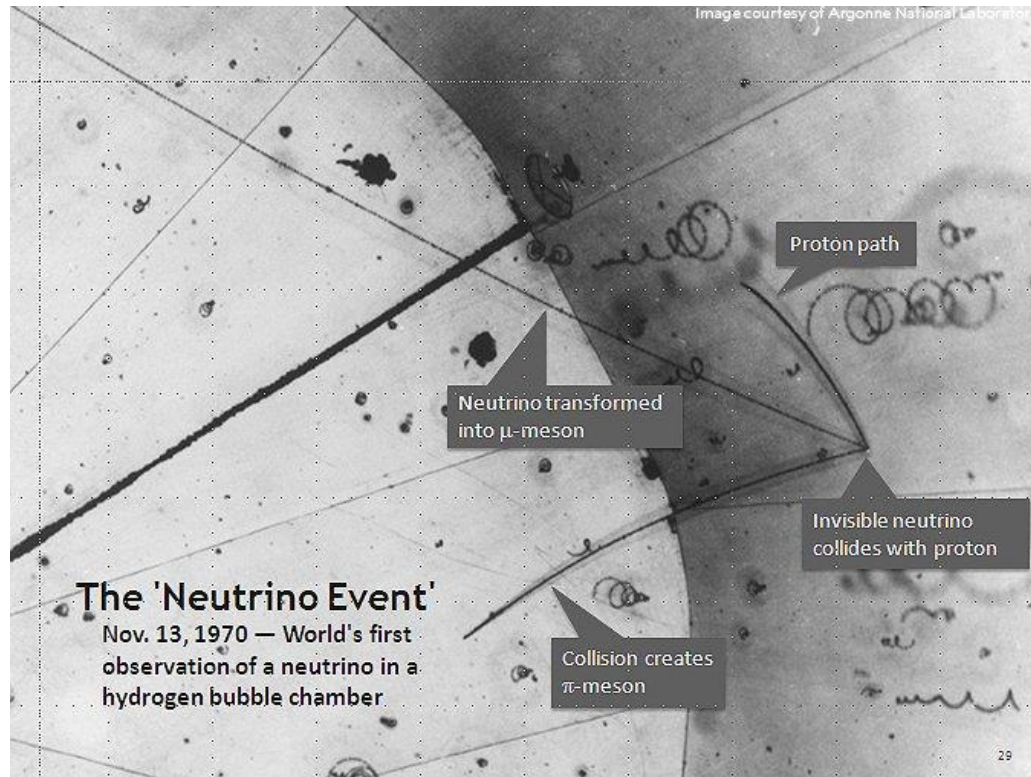 Image courtesy of Argonne National Laborator
Proton path
Neutrino transformed
into μ-meson
Invisible neutrino
collides with proton
The 'Neutrino Event'
Nov. 13, 1970 — World's first
observation of a neutrino in a
hydrogen bubble chamber
Collision creates
π-meson
29